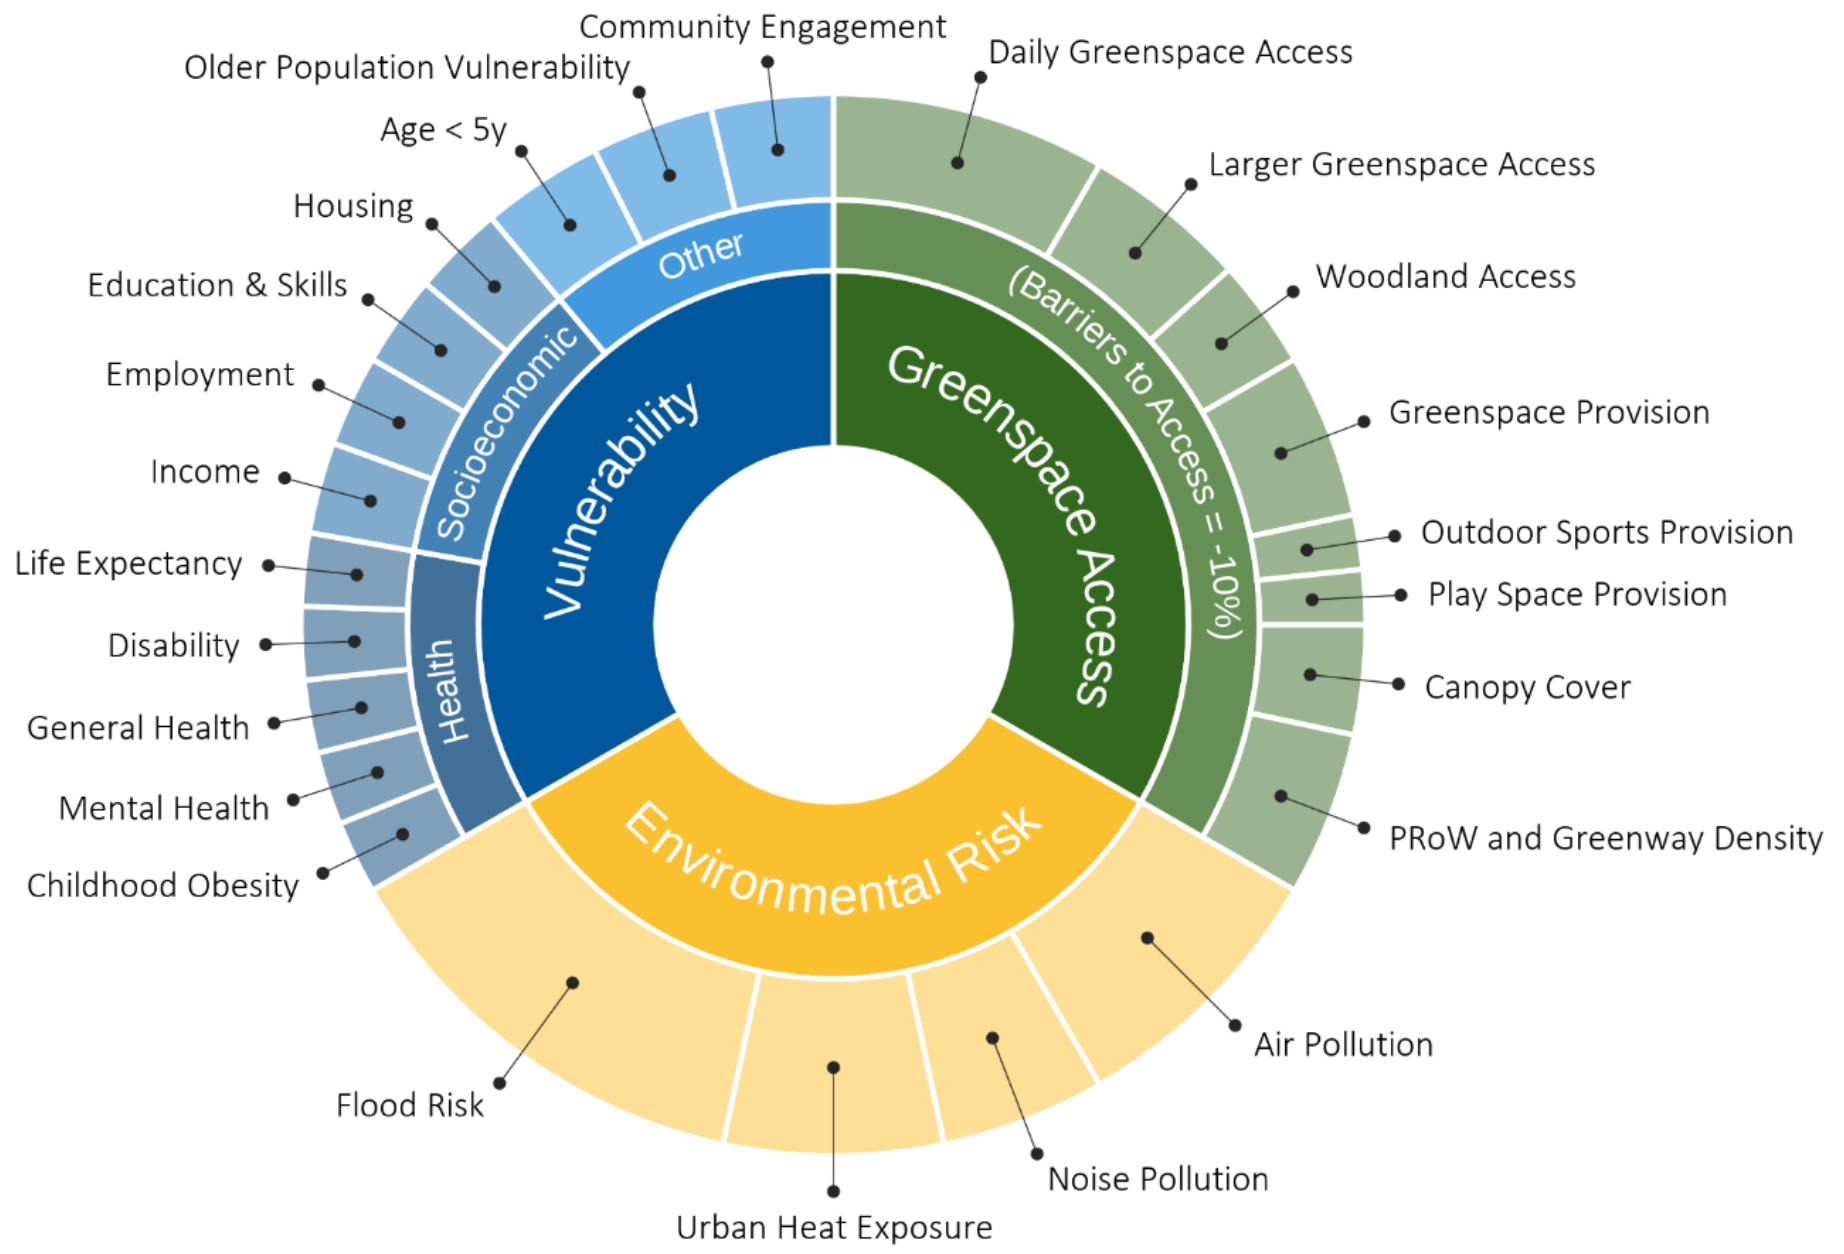 Community Engagement
Daily Greenspace Access
Older Population Vulnerability
Age < 5y
Larger Greenspace Access
Housing
Woodland Access
Education & Skills
Employment
Greenspace Provision
Income
Outdoor Sports Provision
Life Expectancy
Play Space Provision
Disability
Canopy Cover
General Health
Mental Health
PRoW and Greenway Density
Childhood Obesity
Air Pollution
Flood Risk
Noise Pollution
Urban Heat Exposure
Other
Socioeconomic
Health
(Barriers to Access = -10%)
Vulnerability
Greenspace Access
Environmental Risk